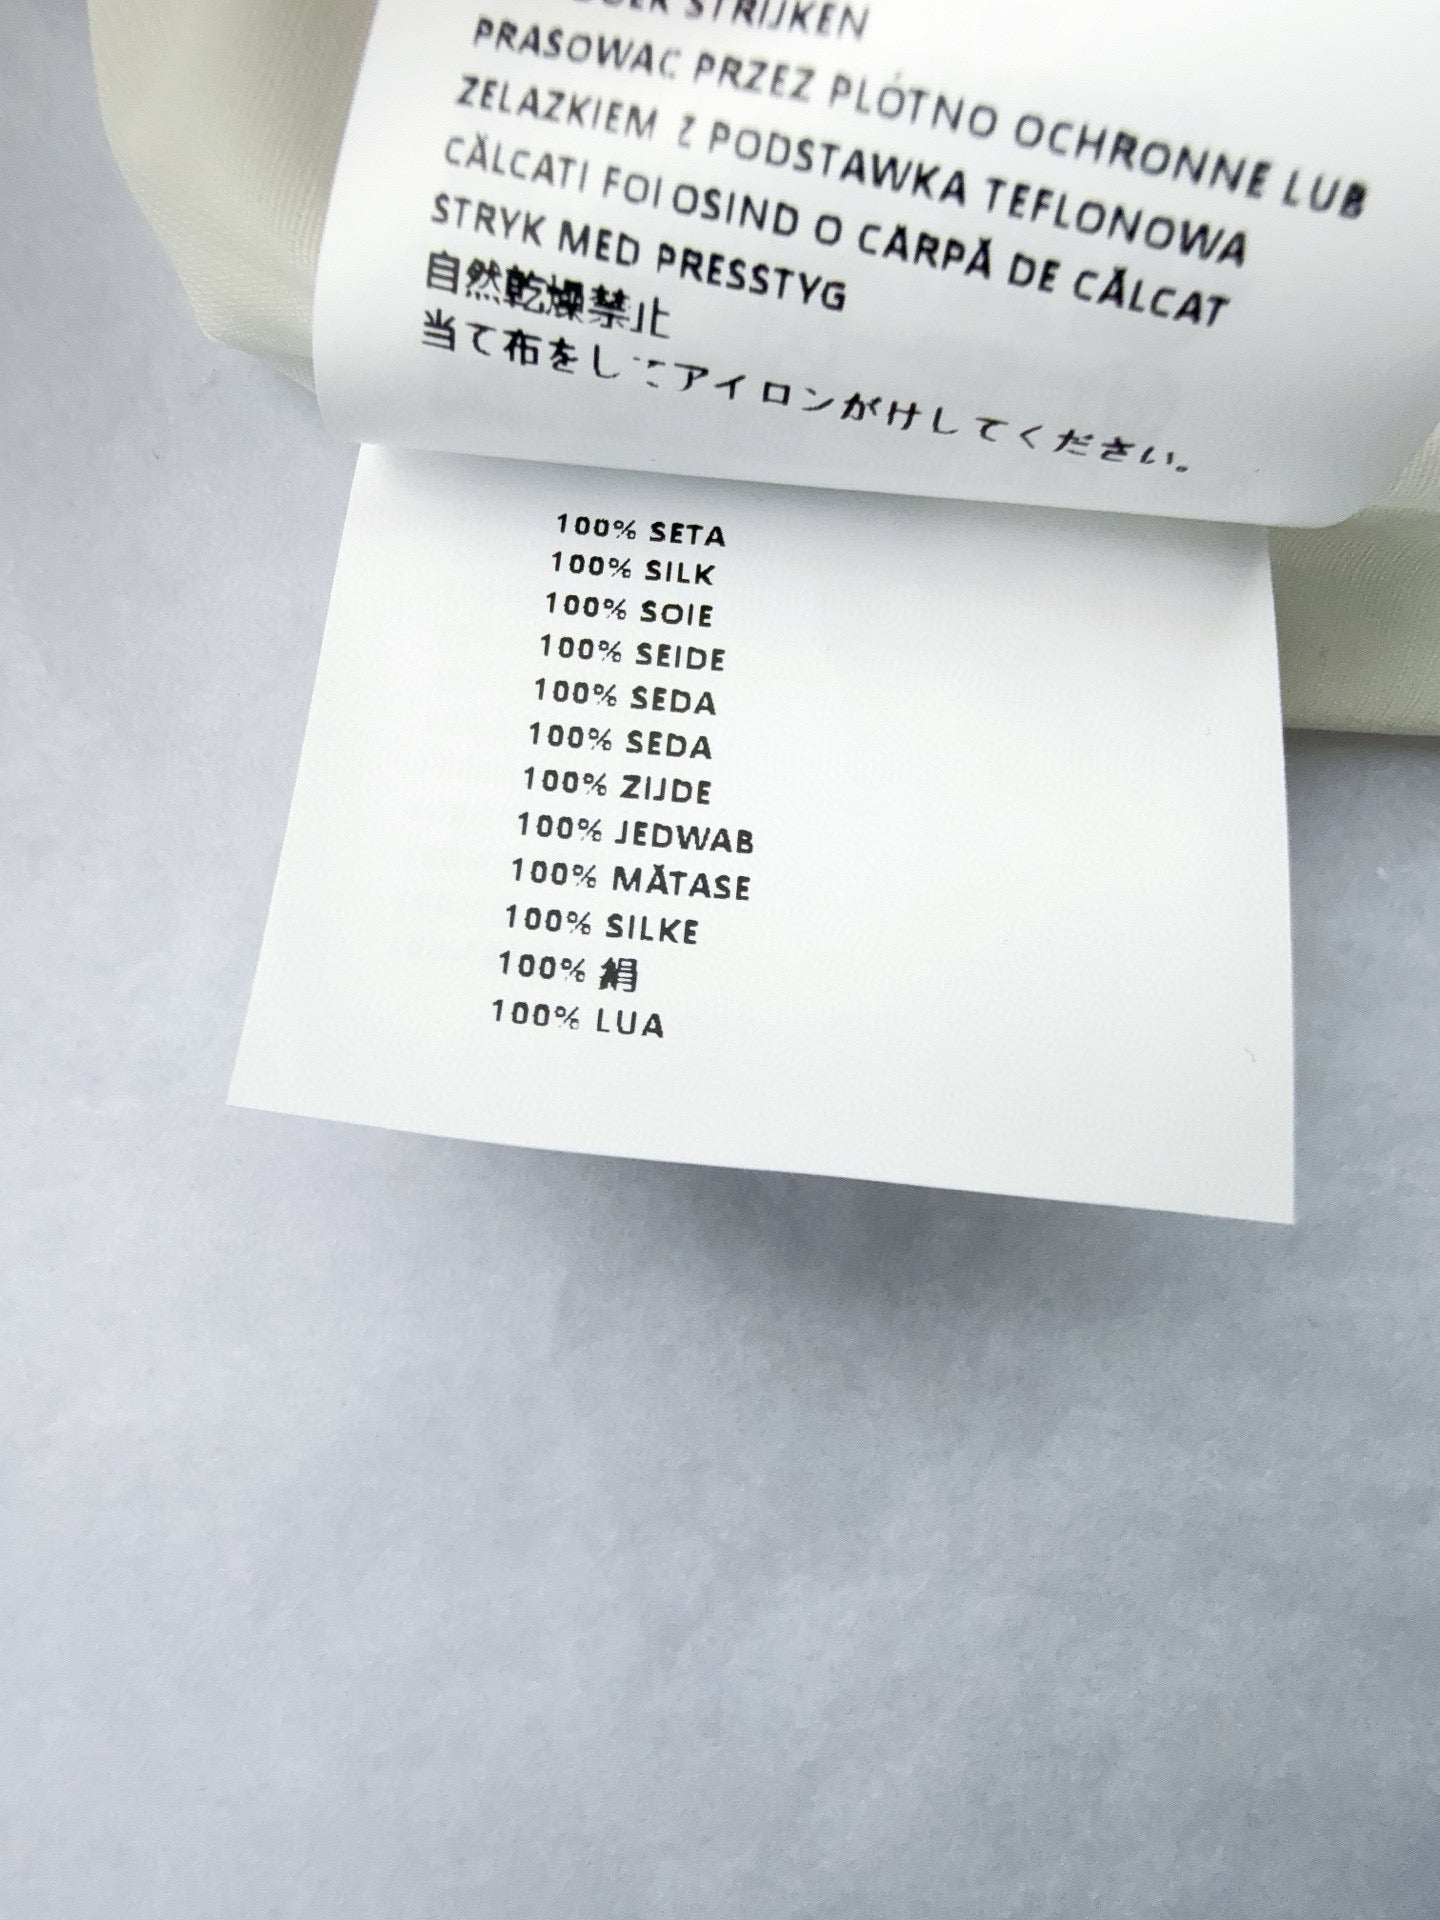 STRIJKEN
PRASOWAC PRZEZ PLÓTNO OCHRONNE LUB
ZELAZKIEM Z PODSTAWKA TEFLONOWA
CĂLCATI FOLOSIND O CÂRPĂ DE CĂLCAT
STRYK MED PRESSTYG
自然乾燥禁止
当て布をしてアイロンがけしてください。
100% SETA
100% SILK
100% SOIE
100% SEIDE
100% SEDA
100% SEDA
100% ZIJDE
100% JEDWAB
100% MĂTASE
100% SILKE
100% 絹
100% LUA